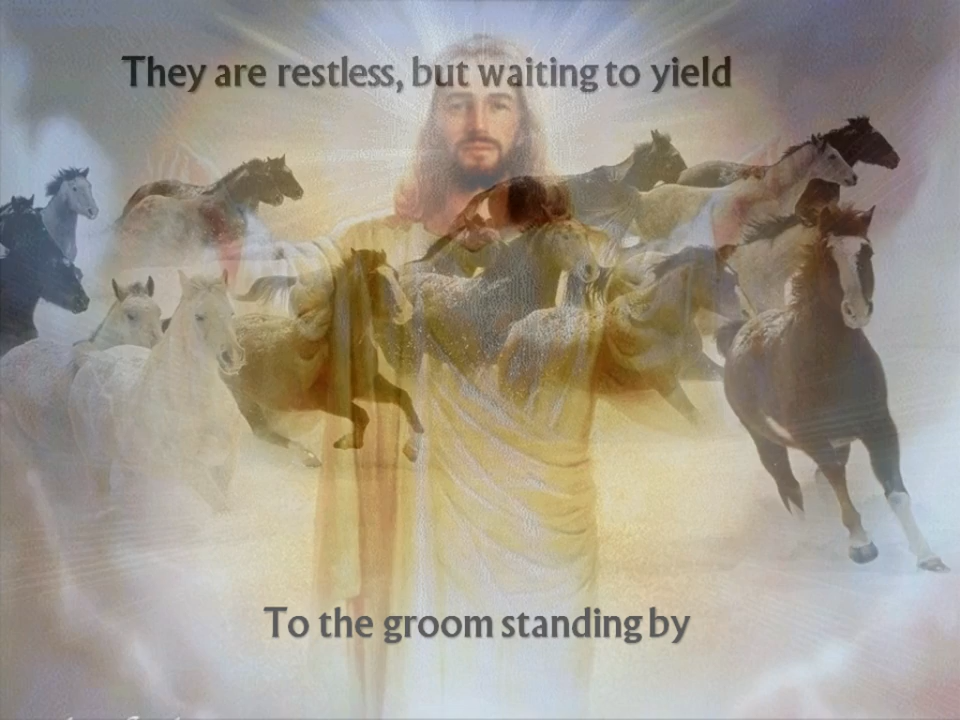 They are restless, but waiting to yield
To the groom standing by